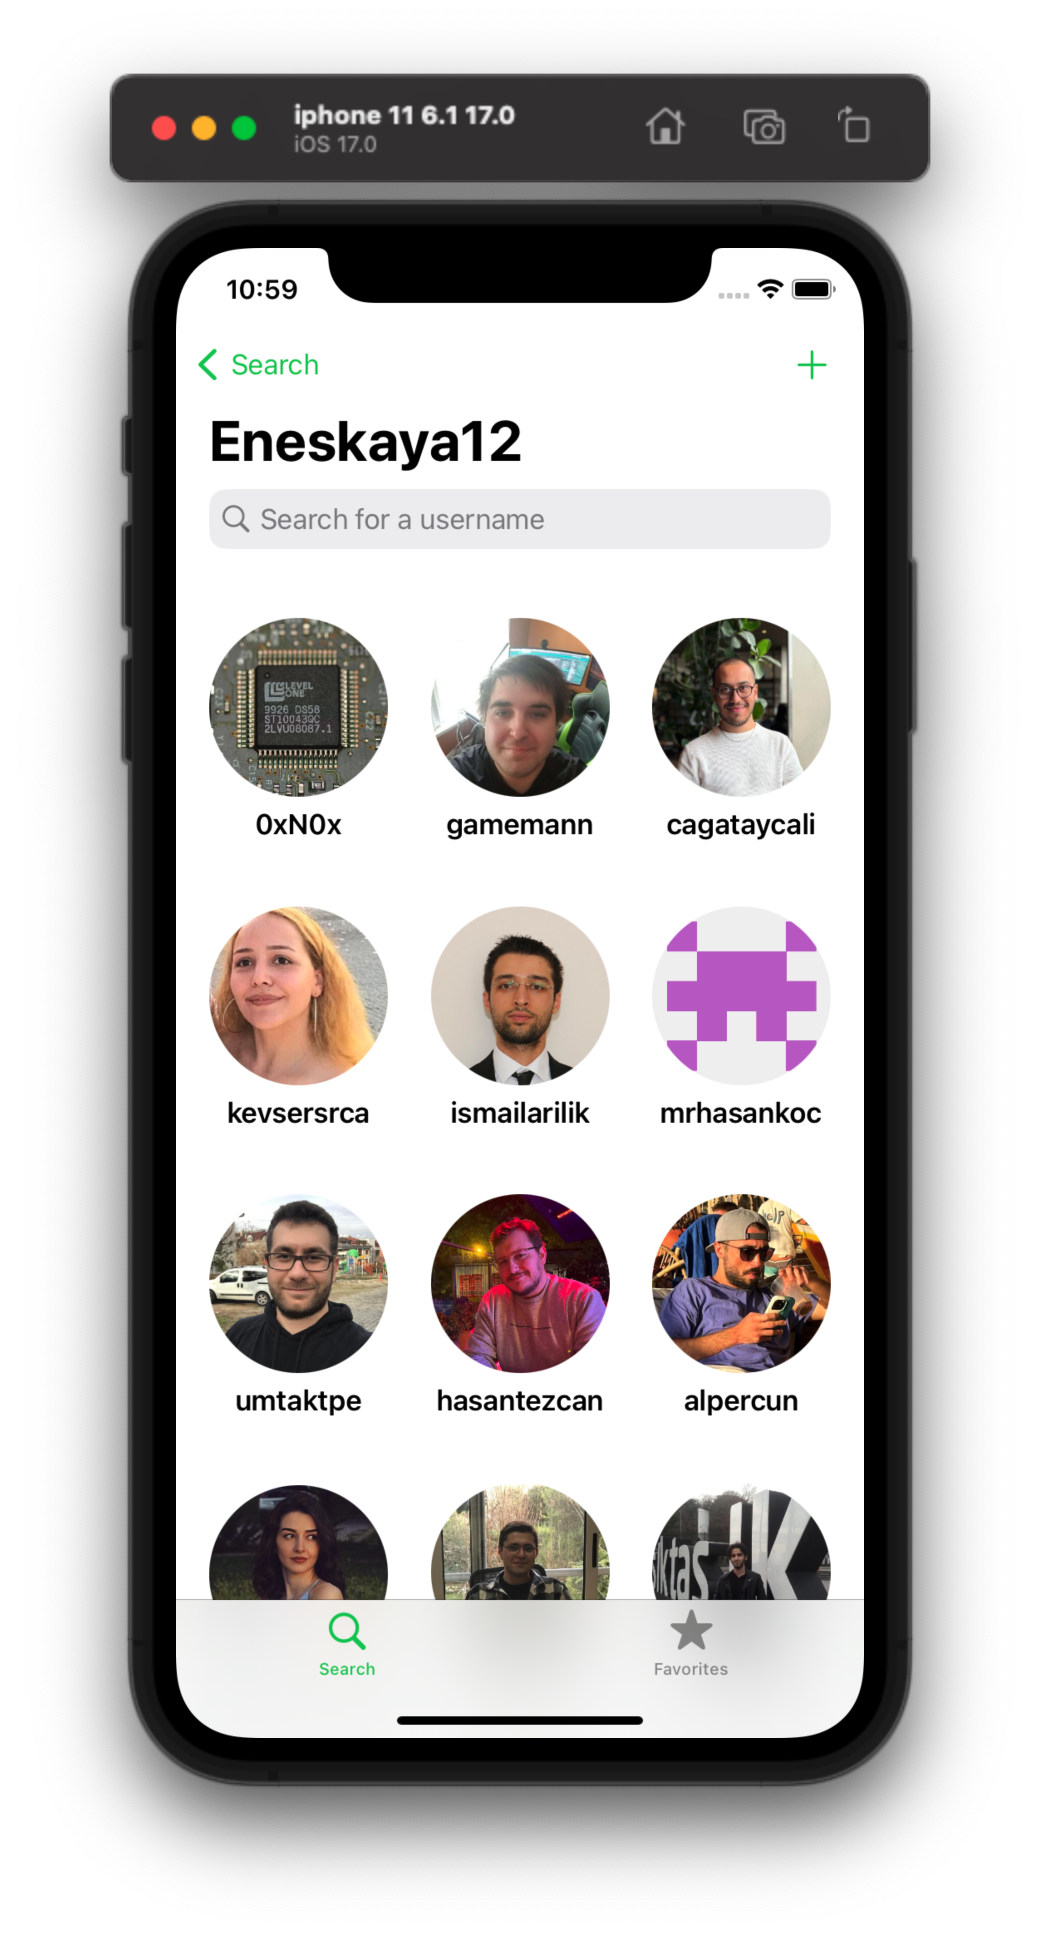 iphone 11 6.1 17.0
iOS 17.0
10:59
Search
Eneskaya12
Search for a username
LEVEL
ONE
9926 DS58
ST10043QC
2LVU08087.1
0xN0x
gamemann
cagataycali
kevsersrca
ismailarilik
mrhasankoc
umtaktpe
hasantezcan
alpercun
Search
Favorites